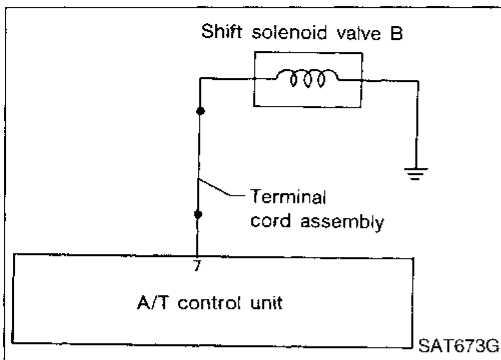 Shift solenoid valve B
Terminal
cord assembly
7
A/T control unit
SAT673G